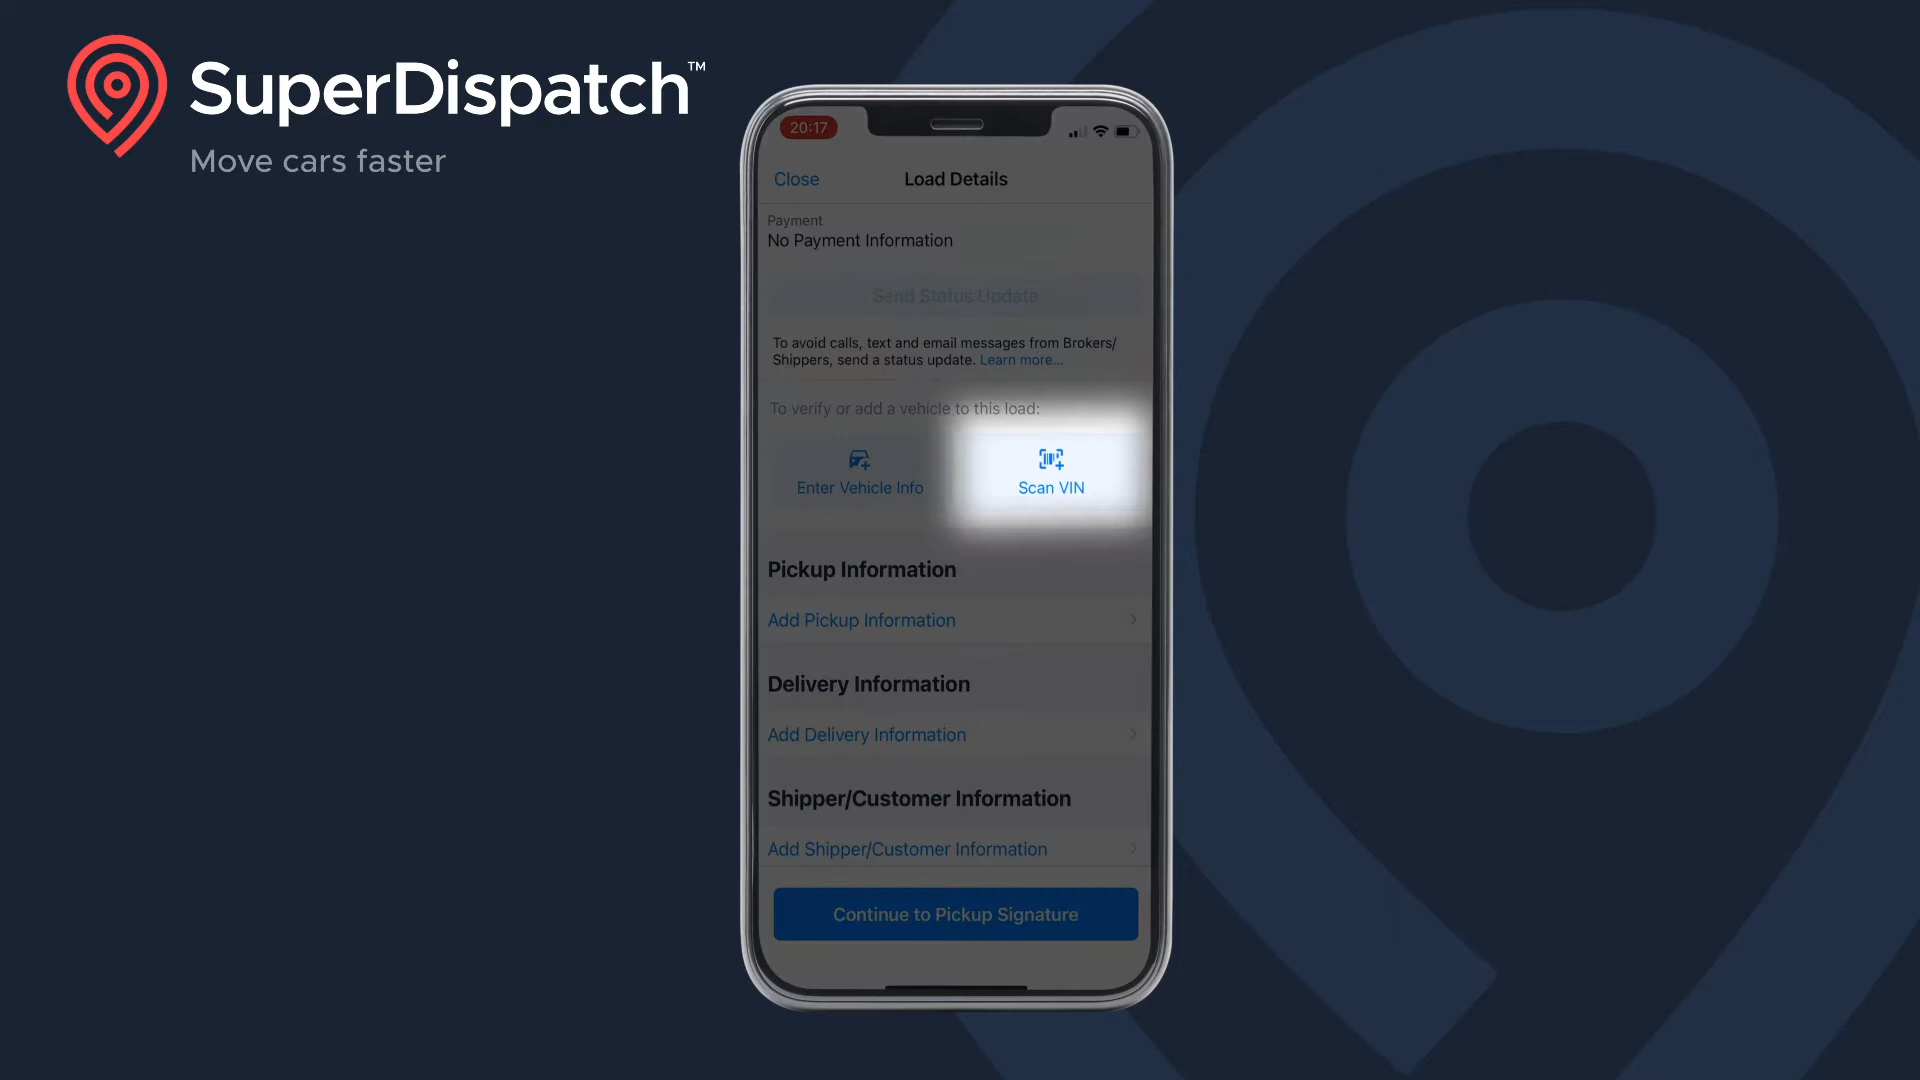 SuperDispatch™
Move cars faster
20:17
Close
Load Details
Payment
No Payment Information
Send Status Update
To avoid calls, text and email messages from Brokers/
Shippers, send a status update. Learn more...
To verify or add a vehicle to this load:
Enter Vehicle Info
Scan VIN
Pickup Information
Add Pickup Information
Delivery Information
Add Delivery Information
Shipper/Customer Information
Add Shipper/Customer Information
Continue to Pickup Signature